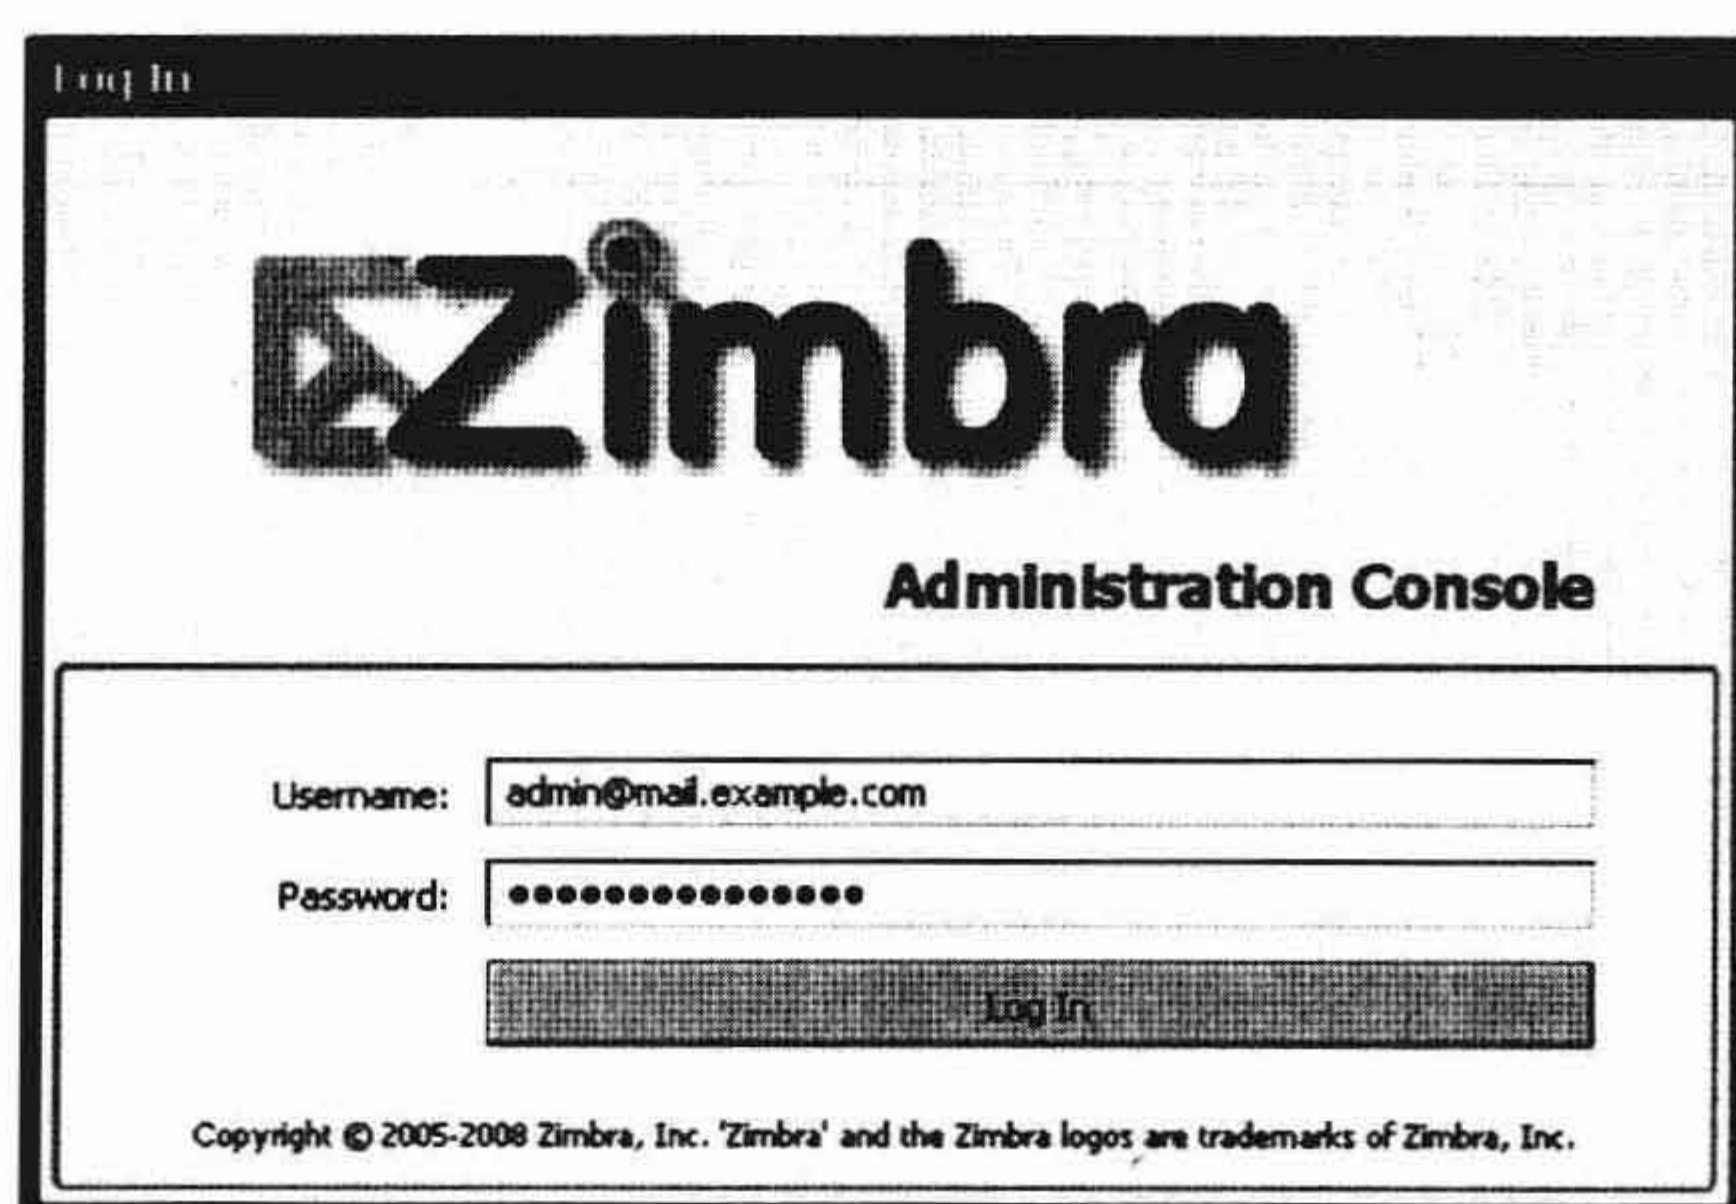 Log In
Zimbra
Administration Console
Username: admin@mail.example.com
Password: ●●●●●●●●●●●●●●●
Log In
Copyright © 2005-2008 Zimbra, Inc. 'Zimbra' and the Zimbra logos are trademarks of Zimbra, Inc.